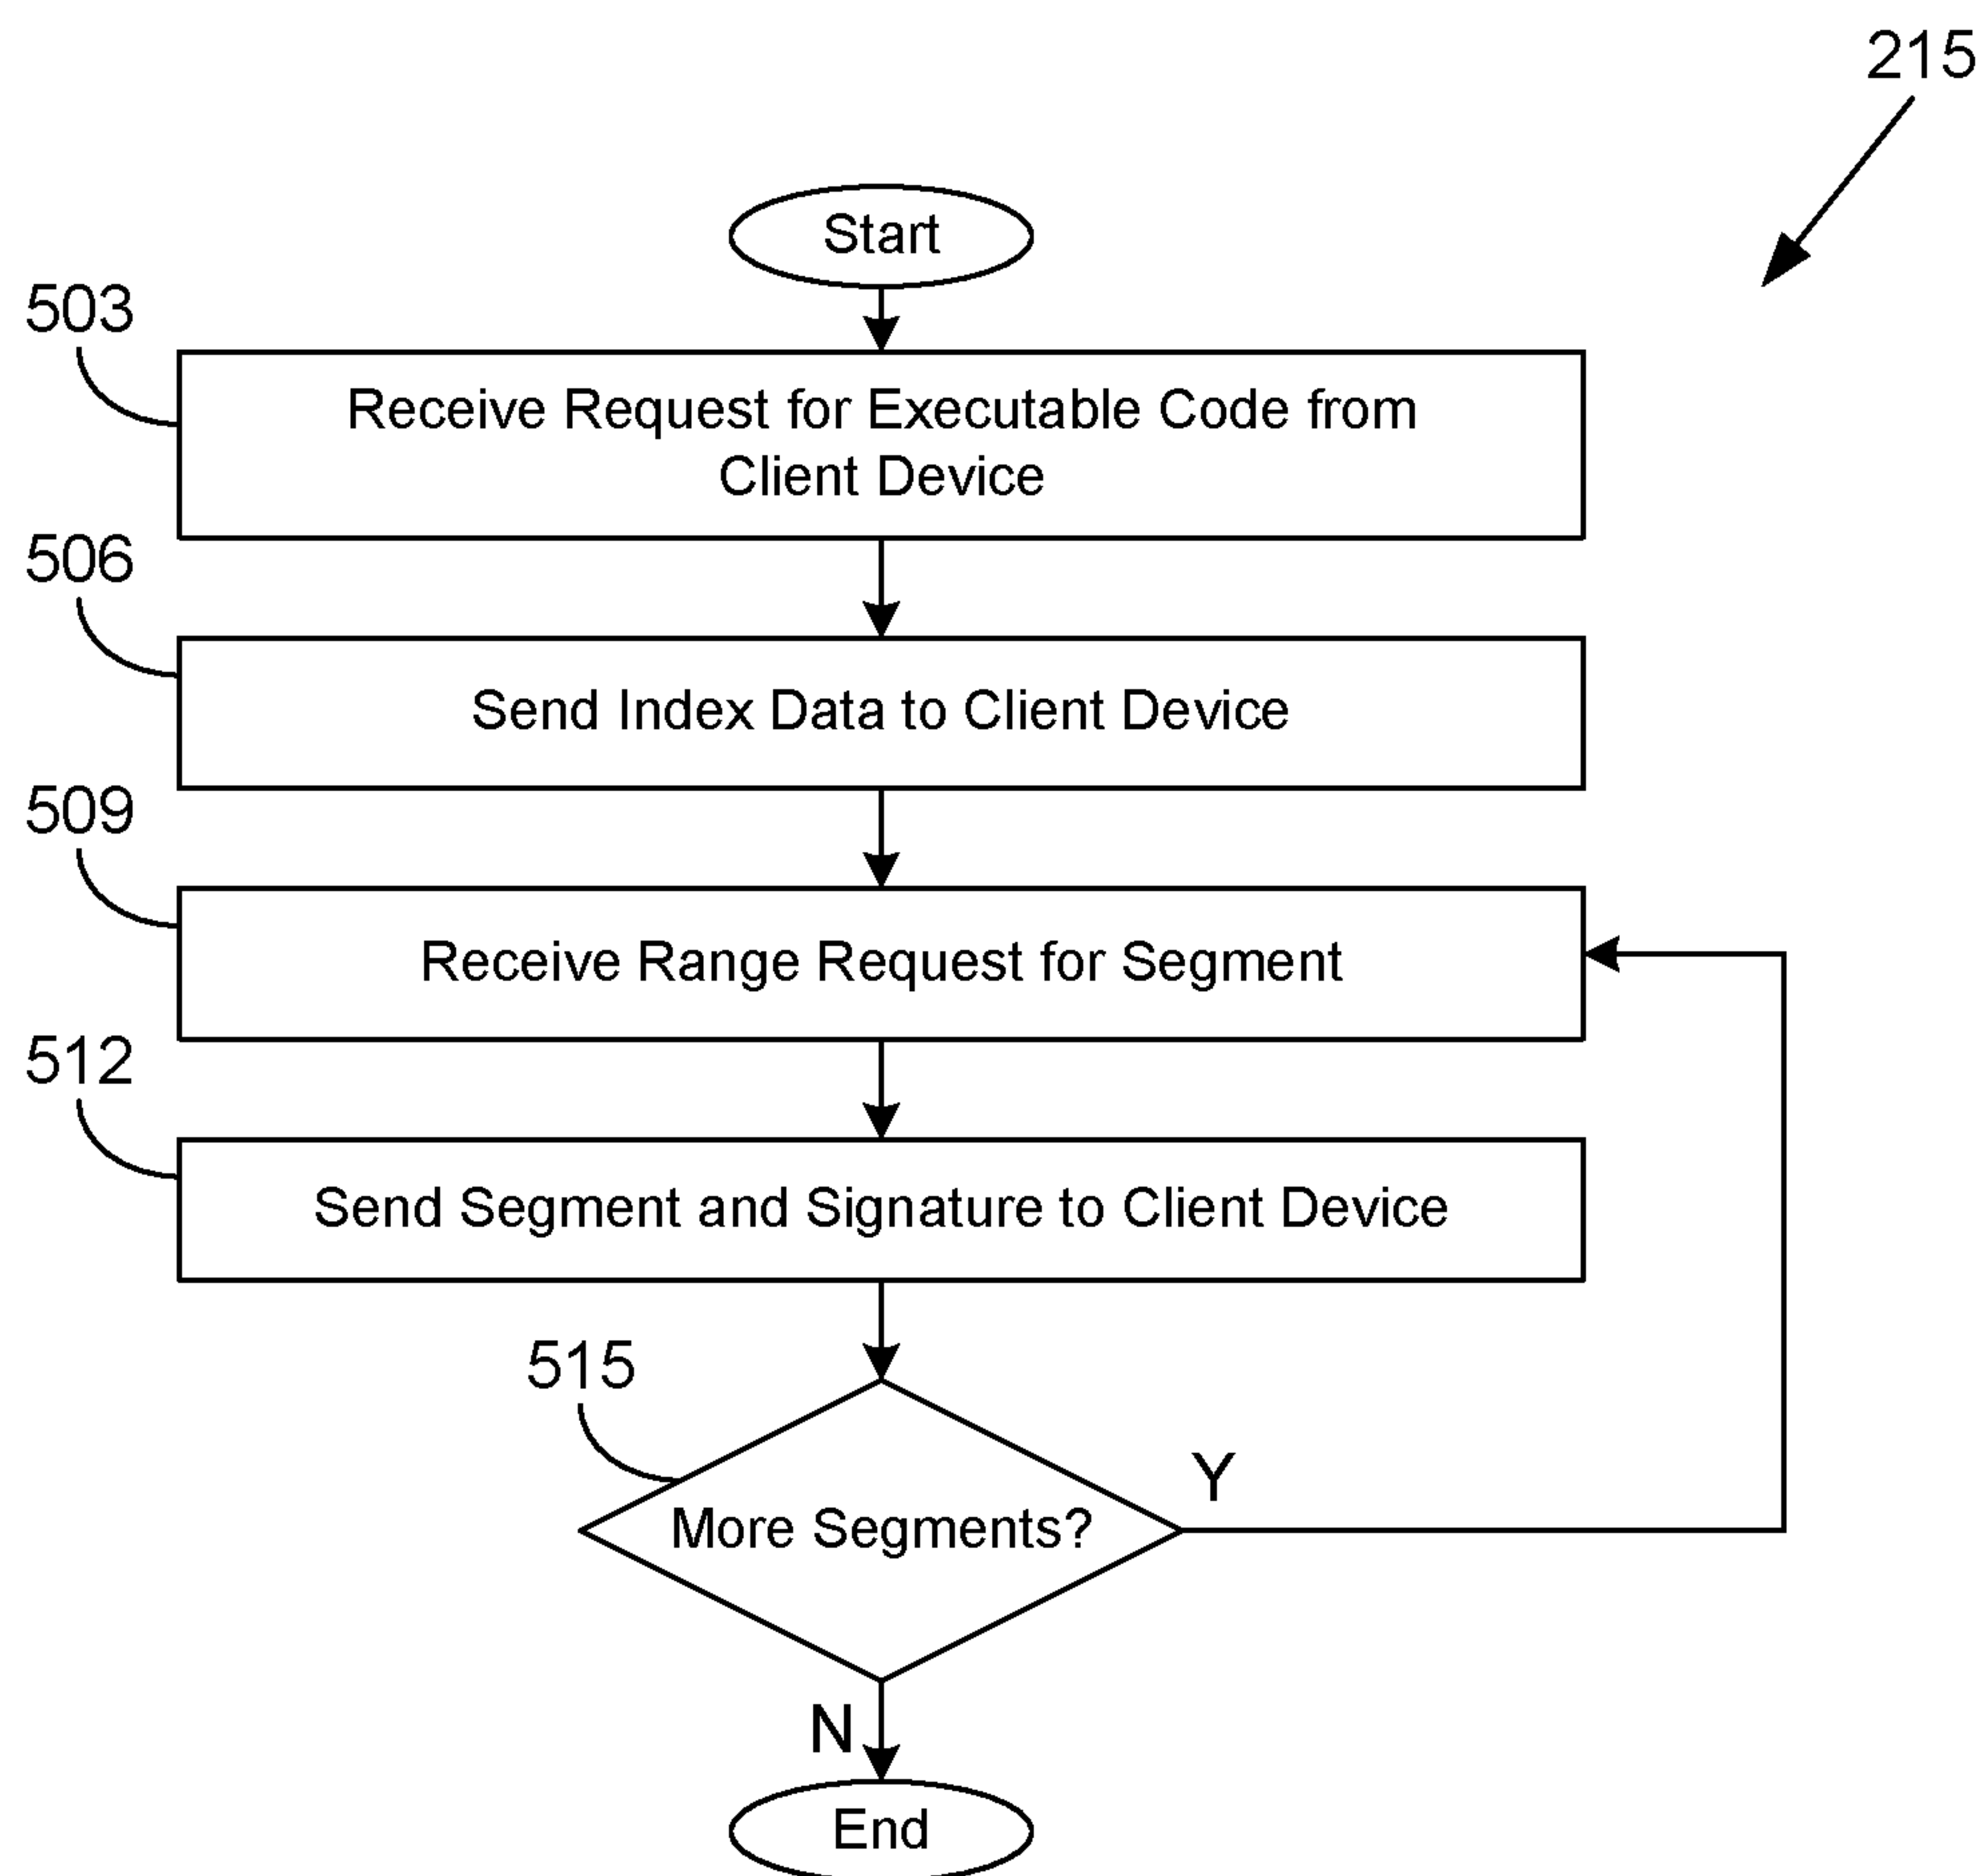 215
Start
503
Receive Request for Executable Code from
Client Device
506
Send Index Data to Client Device
509
Receive Range Request for Segment
512
Send Segment and Signature to Client Device
515
More Segments?
Y
N
End